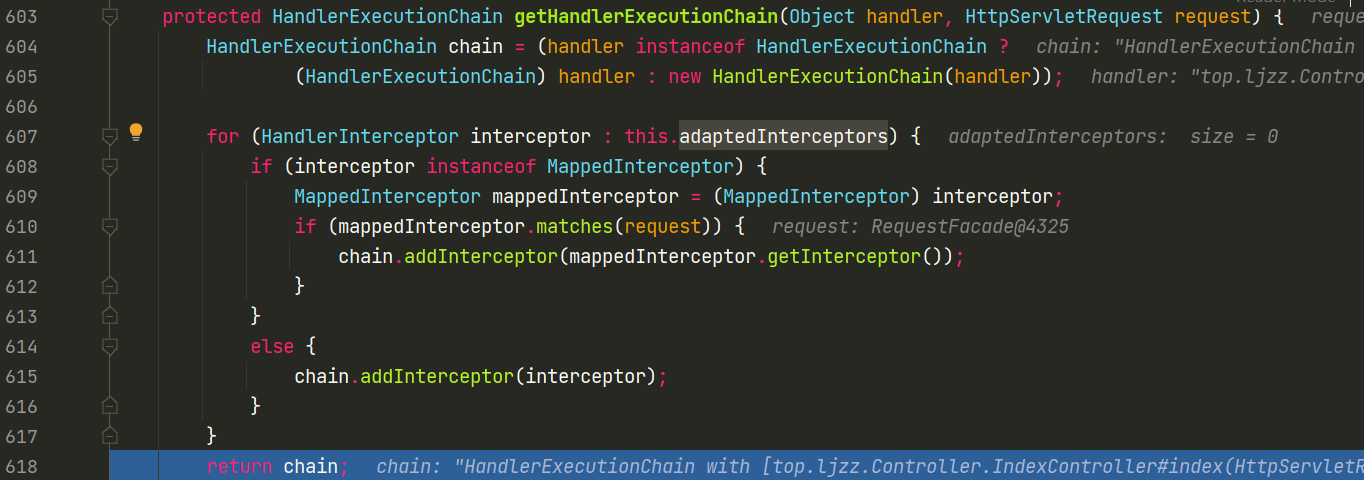 603 protected HandlerExecutionChain getHandlerExecutionChain(Object handler, HttpServletRequest request) {
604 HandlerExecutionChain chain = (handler instanceof HandlerExecutionChain ? chain: "HandlerExecutionChain
605 (HandlerExecutionChain) handler : new HandlerExecutionChain(handler)); handler: "top.ljzz.Contro
606
607 for (HandlerInterceptor interceptor : this.adaptedInterceptors) { adaptedInterceptors: size = 0
608 if (interceptor instanceof MappedInterceptor) {
609 MappedInterceptor mappedInterceptor = (MappedInterceptor) interceptor;
610 if (mappedInterceptor.matches(request)) { request: RequestFacade@4325
611 chain.addInterceptor(mappedInterceptor.getInterceptor());
612 }
613 }
614 else {
615 chain.addInterceptor(interceptor);
616 }
617 }
618 return chain; chain: "HandlerExecutionChain with [top.ljzz.Controller.IndexController#index(HttpServletR